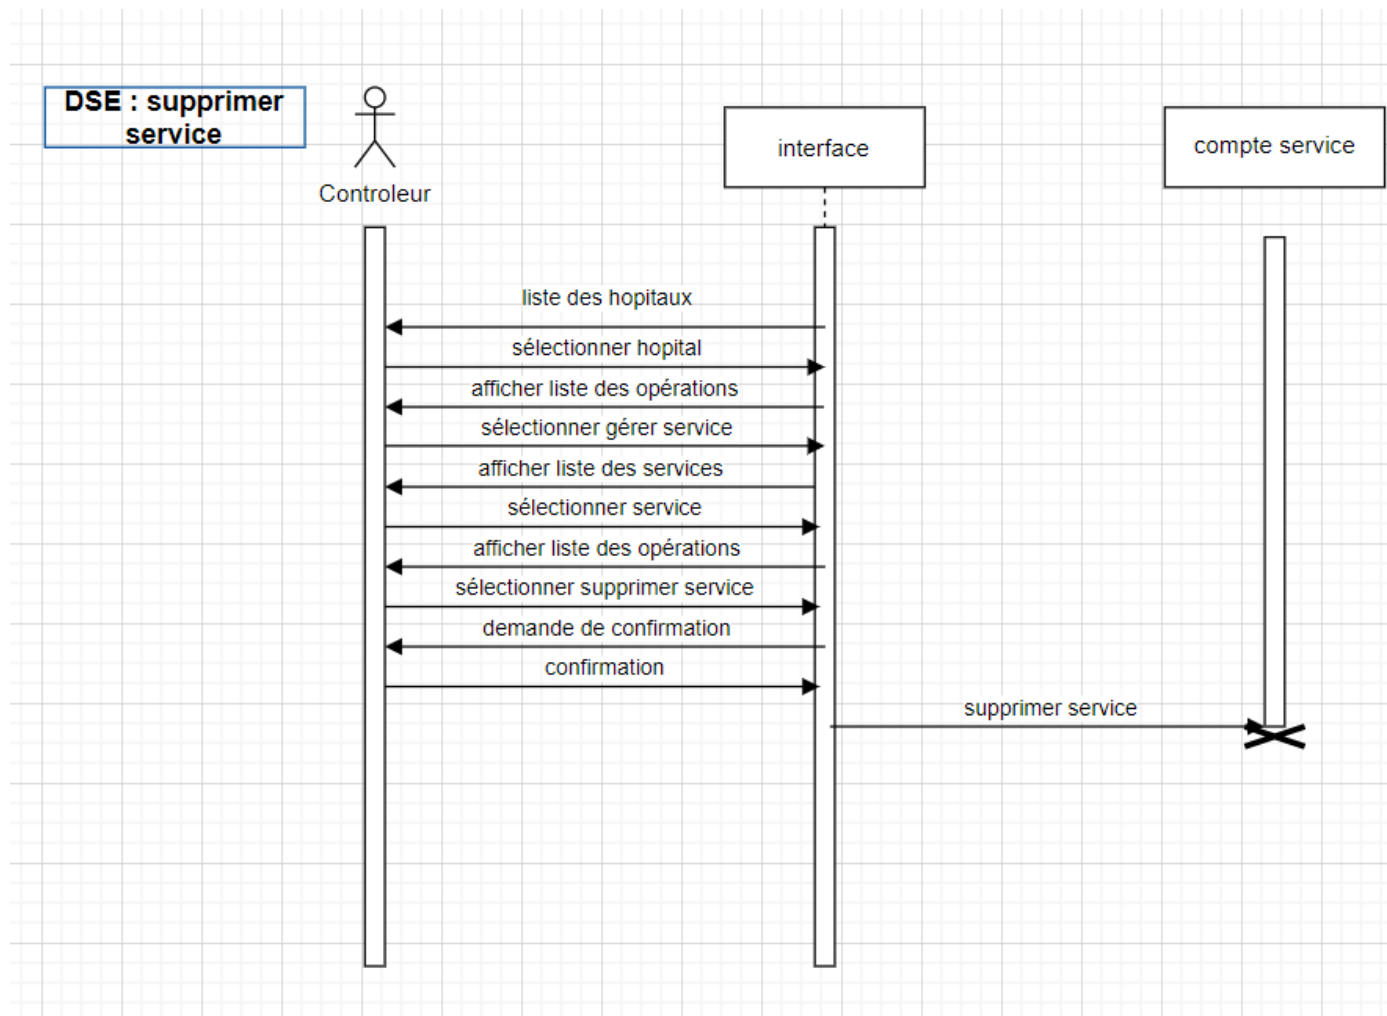 DSE : supprimer
service
Controleur
interface
compte service
liste des hopitaux
sélectionner hopital
afficher liste des opérations
sélectionner gérer service
afficher liste des services
sélectionner service
afficher liste des opérations
sélectionner supprimer service
demande de confirmation
confirmation
supprimer service